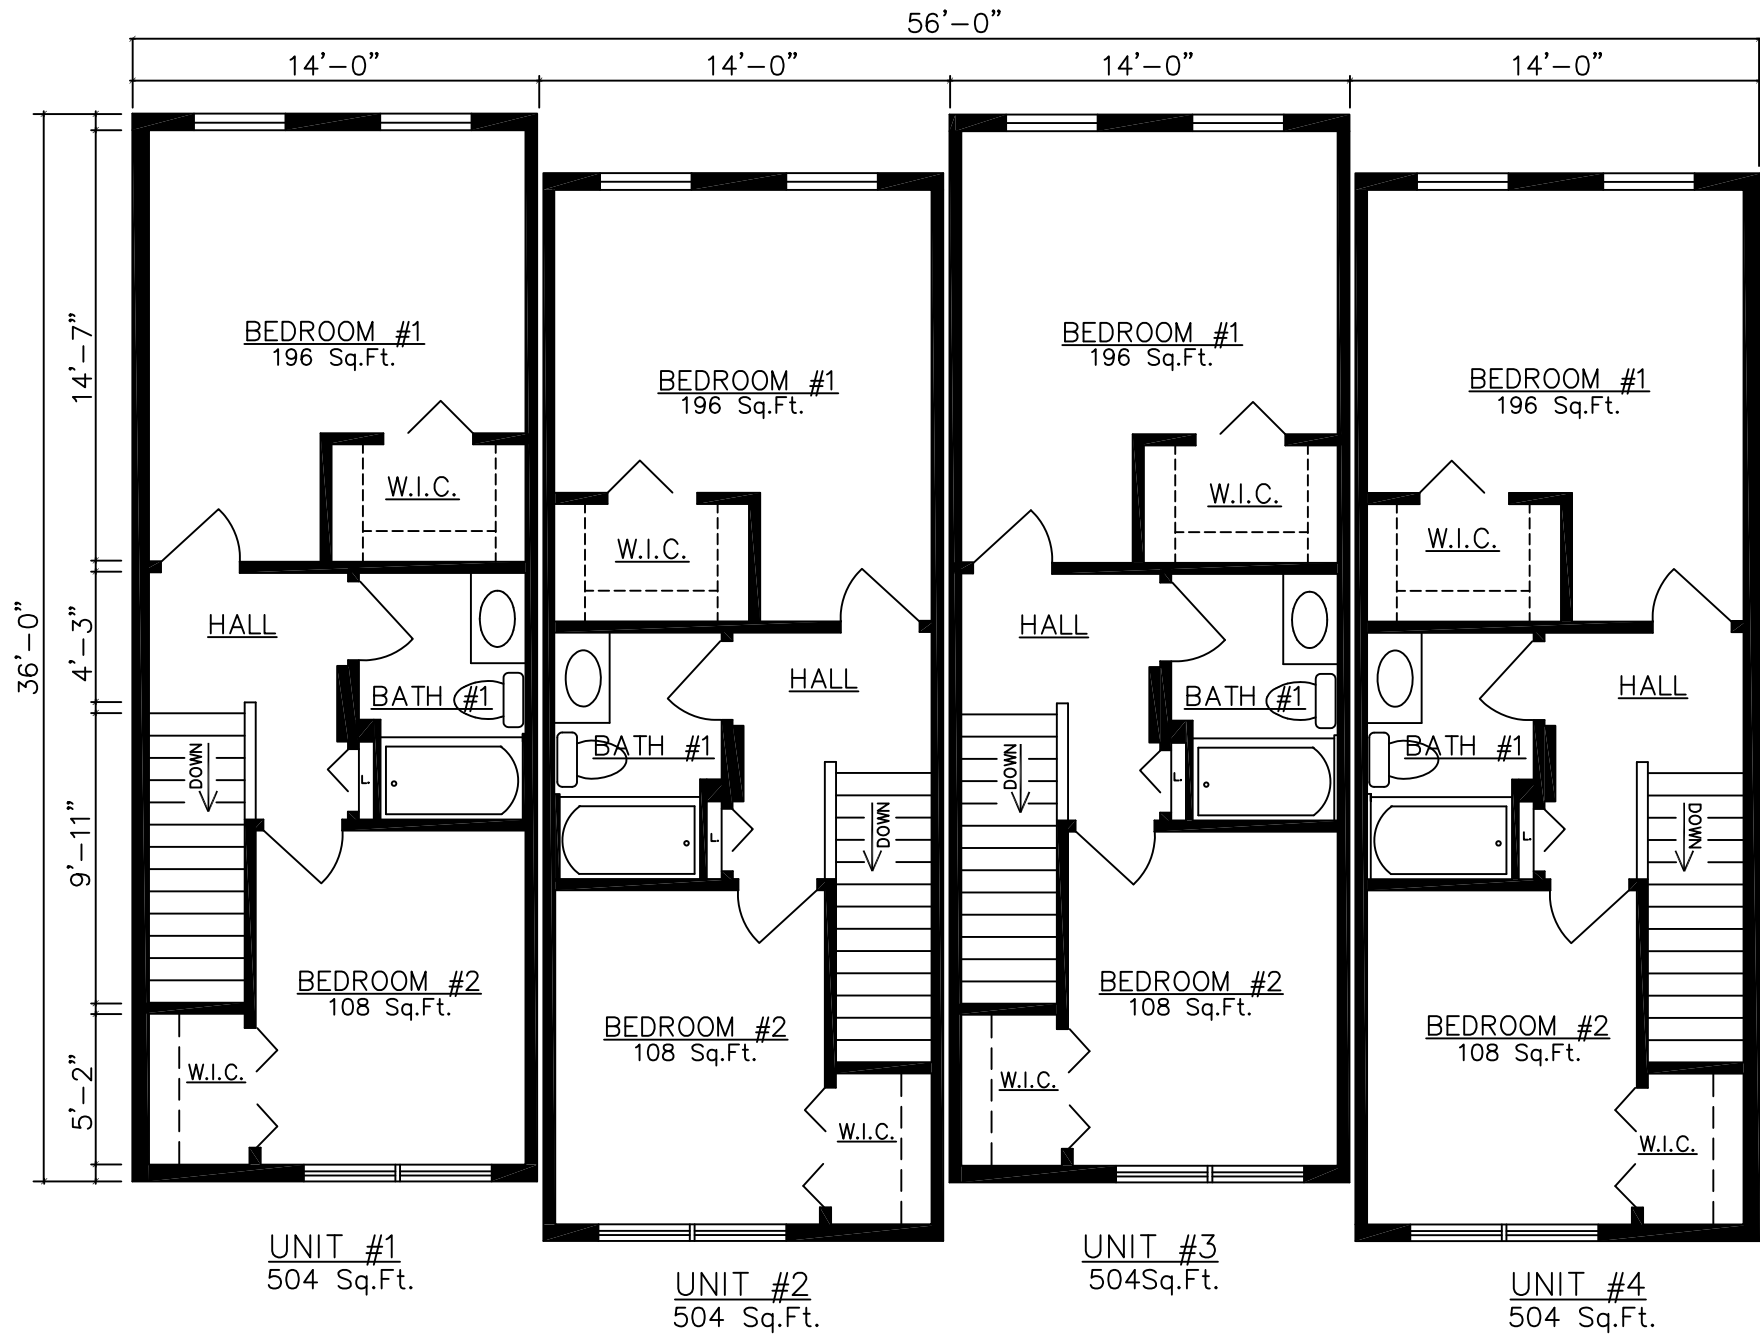 56'-0"
14'-0" 14'-0" 14'-0" 14'-0"
36'-0"
14'-7"
4'-3"
9'-11"
5'-2"
BEDROOM #1
196 Sq.Ft.
W.I.C.
HALL
BATH #1
L.
DOWN
BEDROOM #2
108 Sq.Ft.
W.I.C.
UNIT #1
504 Sq.Ft.
BEDROOM #1
196 Sq.Ft.
W.I.C.
HALL
BATH #1
L.
DOWN
BEDROOM #2
108 Sq.Ft.
W.I.C.
UNIT #2
504 Sq.Ft.
BEDROOM #1
196 Sq.Ft.
W.I.C.
HALL
BATH #1
L.
DOWN
BEDROOM #2
108 Sq.Ft.
W.I.C.
UNIT #3
504Sq.Ft.
BEDROOM #1
196 Sq.Ft.
W.I.C.
HALL
BATH #1
L.
DOWN
BEDROOM #2
108 Sq.Ft.
W.I.C.
UNIT #4
504 Sq.Ft.